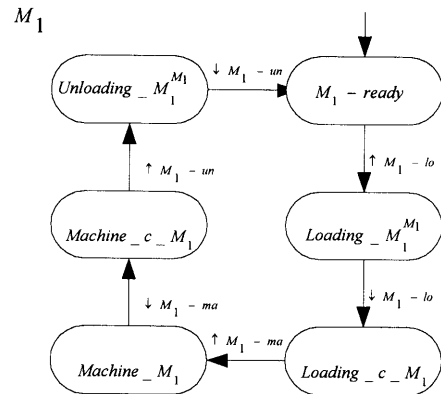 M₁
Unloading _ M₁^M₁
↓ M₁ - un
M₁ - ready
↑ M₁ - un
↑ M₁ - lo
Machine _ c _ M₁
Loading _ M₁^M₁
↓ M₁ - ma
↓ M₁ - lo
↑ M₁ - ma
Machine _ M₁
Loading _ c _ M₁